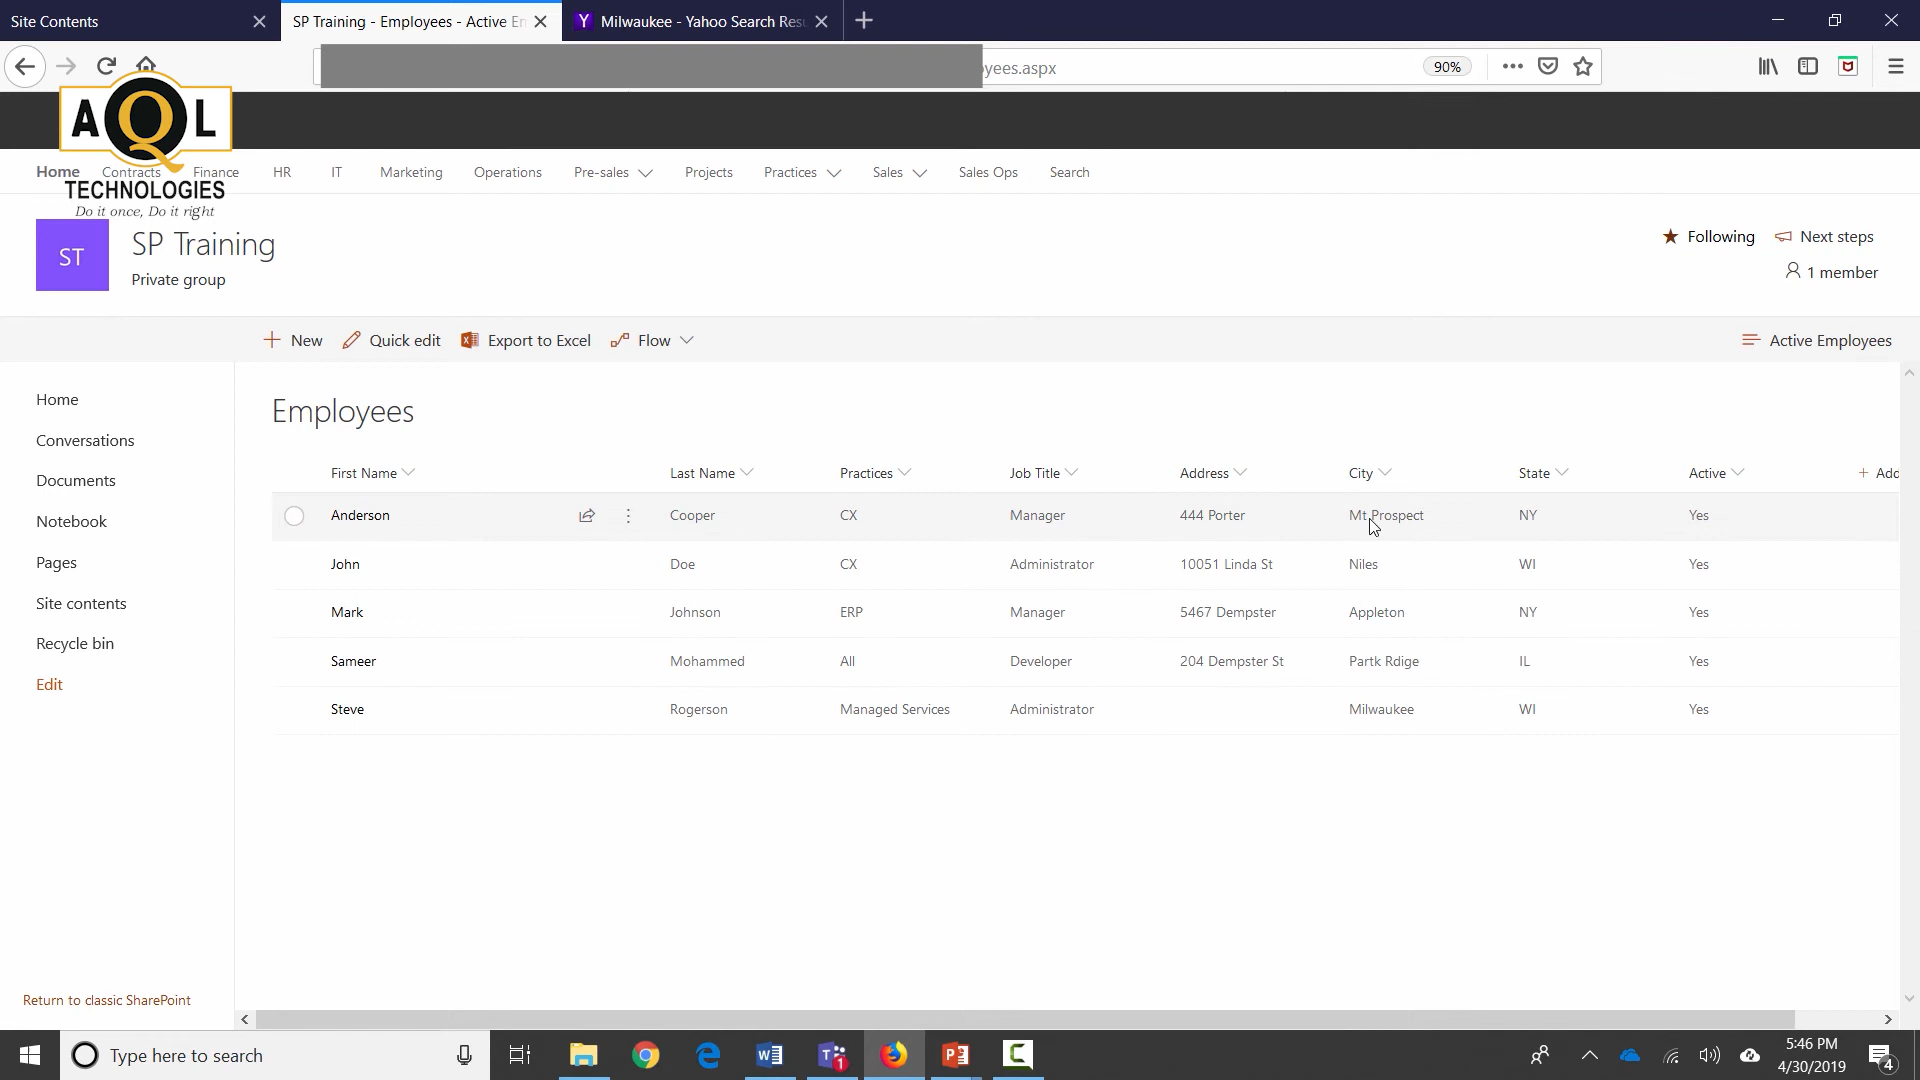 Site Contents
SP Training - Employees - Active En
Milwaukee - Yahoo Search Resu
yees.aspx
90%
AQL
TECHNOLOGIES
Do it once, Do it right
Home Contracts Finance HR IT Marketing Operations Pre-sales Projects Practices Sales Sales Ops Search
ST
SP Training
Private group
Following
Next steps
1 member
New Quick edit Export to Excel Flow Active Employees
Home
Conversations
Documents
Notebook
Pages
Site contents
Recycle bin
Edit
Return to classic SharePoint
Employees
First Name Last Name Practices Job Title Address City State Active + Add
Anderson Cooper CX Manager 444 Porter Mt Prospect NY Yes
John Doe CX Administrator 10051 Linda St Niles WI Yes
Mark Johnson ERP Manager 5467 Dempster Appleton NY Yes
Sameer Mohammed All Developer 204 Dempster St Partk Rdige IL Yes
Steve Rogerson Managed Services Administrator Milwaukee WI Yes
Type here to search
1
5:46 PM
4/30/2019
4